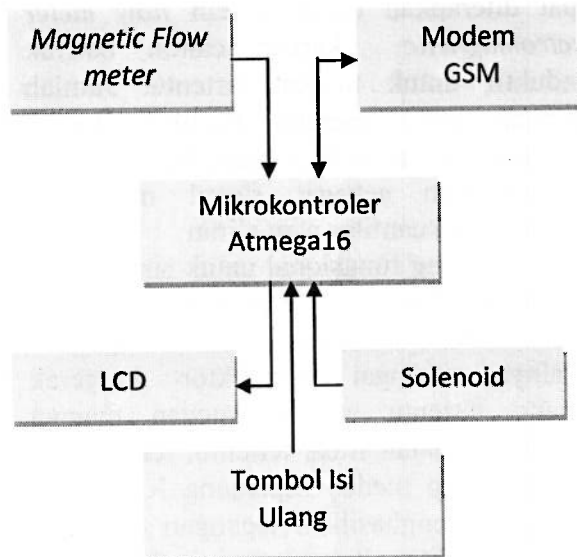 Magnetic Flow
meter
Modem
GSM
Mikrokontroler
Atmega16
LCD
Solenoid
Tombol Isi
Ulang